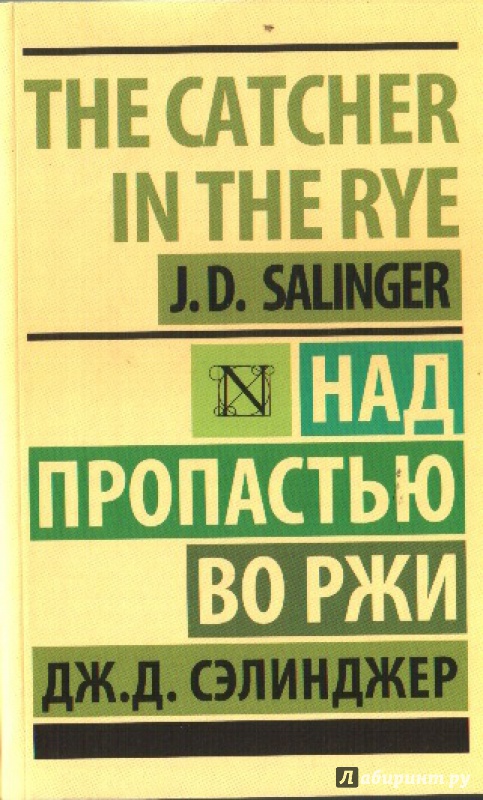 THE CATCHER
IN THE RYE
J. D. SALINGER
N
НАД
ПРОПАСТЬЮ
ВО РЖИ
ДЖ.Д. СЭЛИНДЖЕР
Лабиринт.ру